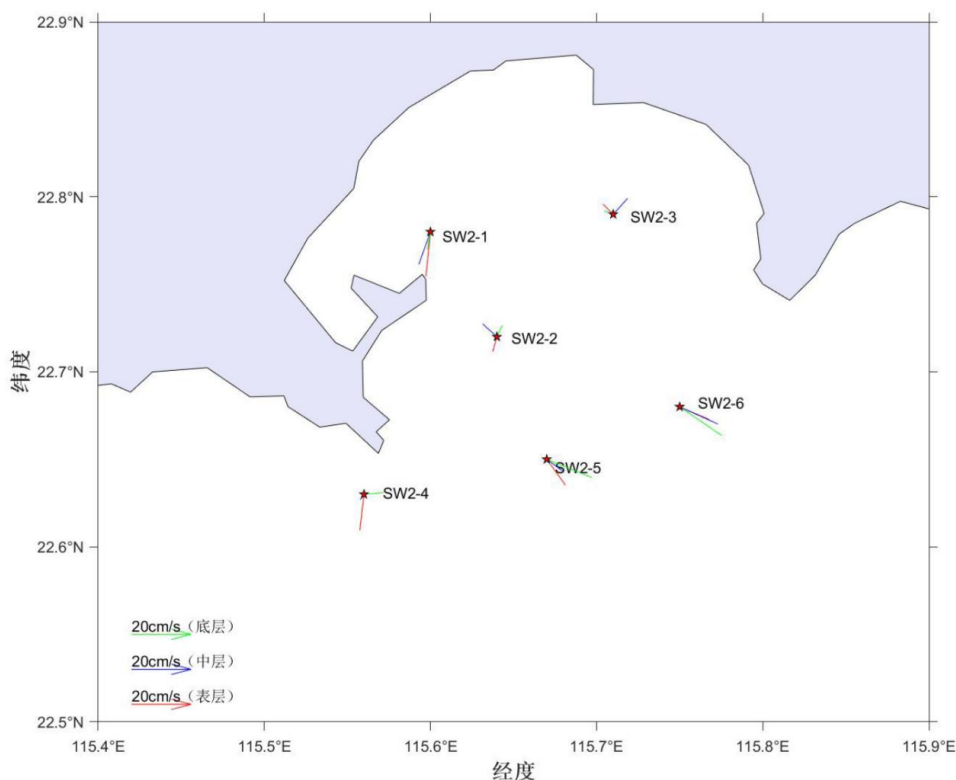 22.9°N
22.8°N
22.7°N
22.6°N
22.5°N
纬度
SW2-3
SW2-1
SW2-2
SW2-6
SW2-5
SW2-4
20cm/s（底层）
20cm/s（中层）
20cm/s（表层）
115.4°E 115.5°E 115.6°E 115.7°E 115.8°E 115.9°E
经度